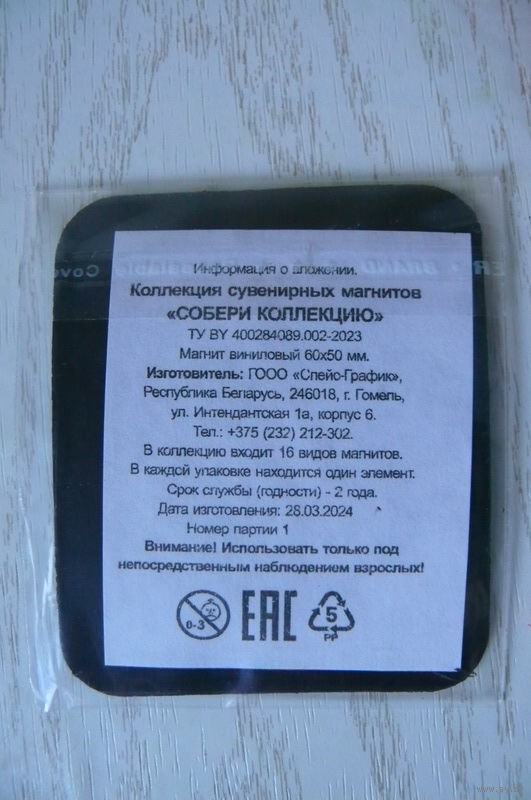 Информация о вложении.
Коллекция сувенирных магнитов
«СОБЕРИ КОЛЛЕКЦИЮ»
ТУ BY 400284089.002-2023
Магнит виниловый 60х50 мм.
Изготовитель: ГООО «Спейс-График»,
Республика Беларусь, 246018, г. Гомель,
ул. Интендантская 1а, корпус 6.
Тел.: +375 (232) 212-302.
В коллекцию входит 16 видов магнитов.
В каждой упаковке находится один элемент.
Срок службы (годности) - 2 года.
Дата изготовления: 28.03.2024
Номер партии 1
Внимание! Использовать только под
непосредственным наблюдением взрослых!
0-3 EAC 5
PP